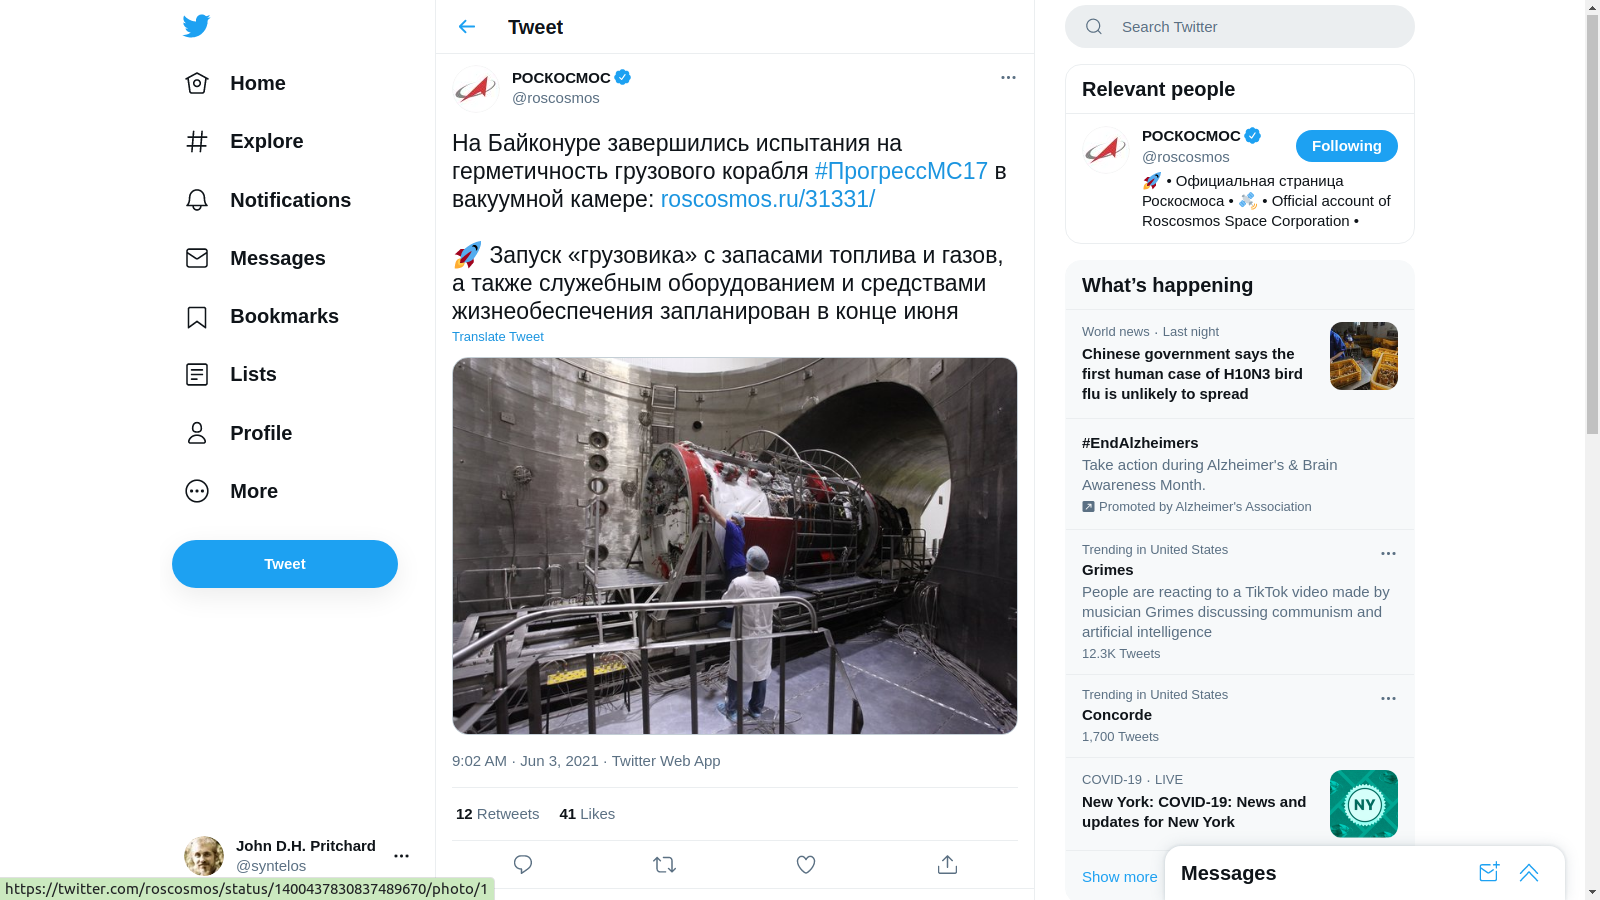 Home
Explore
Notifications
Messages
Bookmarks
Lists
Profile
More
Tweet
John D.H. Pritchard
@syntelos
https://twitter.com/roscosmos/status/1400437830837489670/photo/1
Tweet
РОСКОСМОС
@roscosmos
На Байконуре завершились испытания на
герметичность грузового корабля #ПрогрессМС17 в
вакуумной камере: roscosmos.ru/31331/
🚀 Запуск «грузовика» с запасами топлива и газов,
а также служебным оборудованием и средствами
жизнеобеспечения запланирован в конце июня
Translate Tweet
9:02 AM · Jun 3, 2021 · Twitter Web App
12 Retweets 41 Likes
Search Twitter
Relevant people
РОСКОСМОС
@roscosmos
Following
🚀 • Официальная страница
Роскосмоса • 🛰 • Official account of
Roscosmos Space Corporation •
What’s happening
World news · Last night
Chinese government says the
first human case of H10N3 bird
flu is unlikely to spread
#EndAlzheimers
Take action during Alzheimer's & Brain
Awareness Month.
Promoted by Alzheimer's Association
Trending in United States
Grimes
People are reacting to a TikTok video made by
musician Grimes discussing communism and
artificial intelligence
12.3K Tweets
Trending in United States
Concorde
1,700 Tweets
COVID-19 · LIVE
New York: COVID-19: News and
updates for New York
NY
Show more
Messages